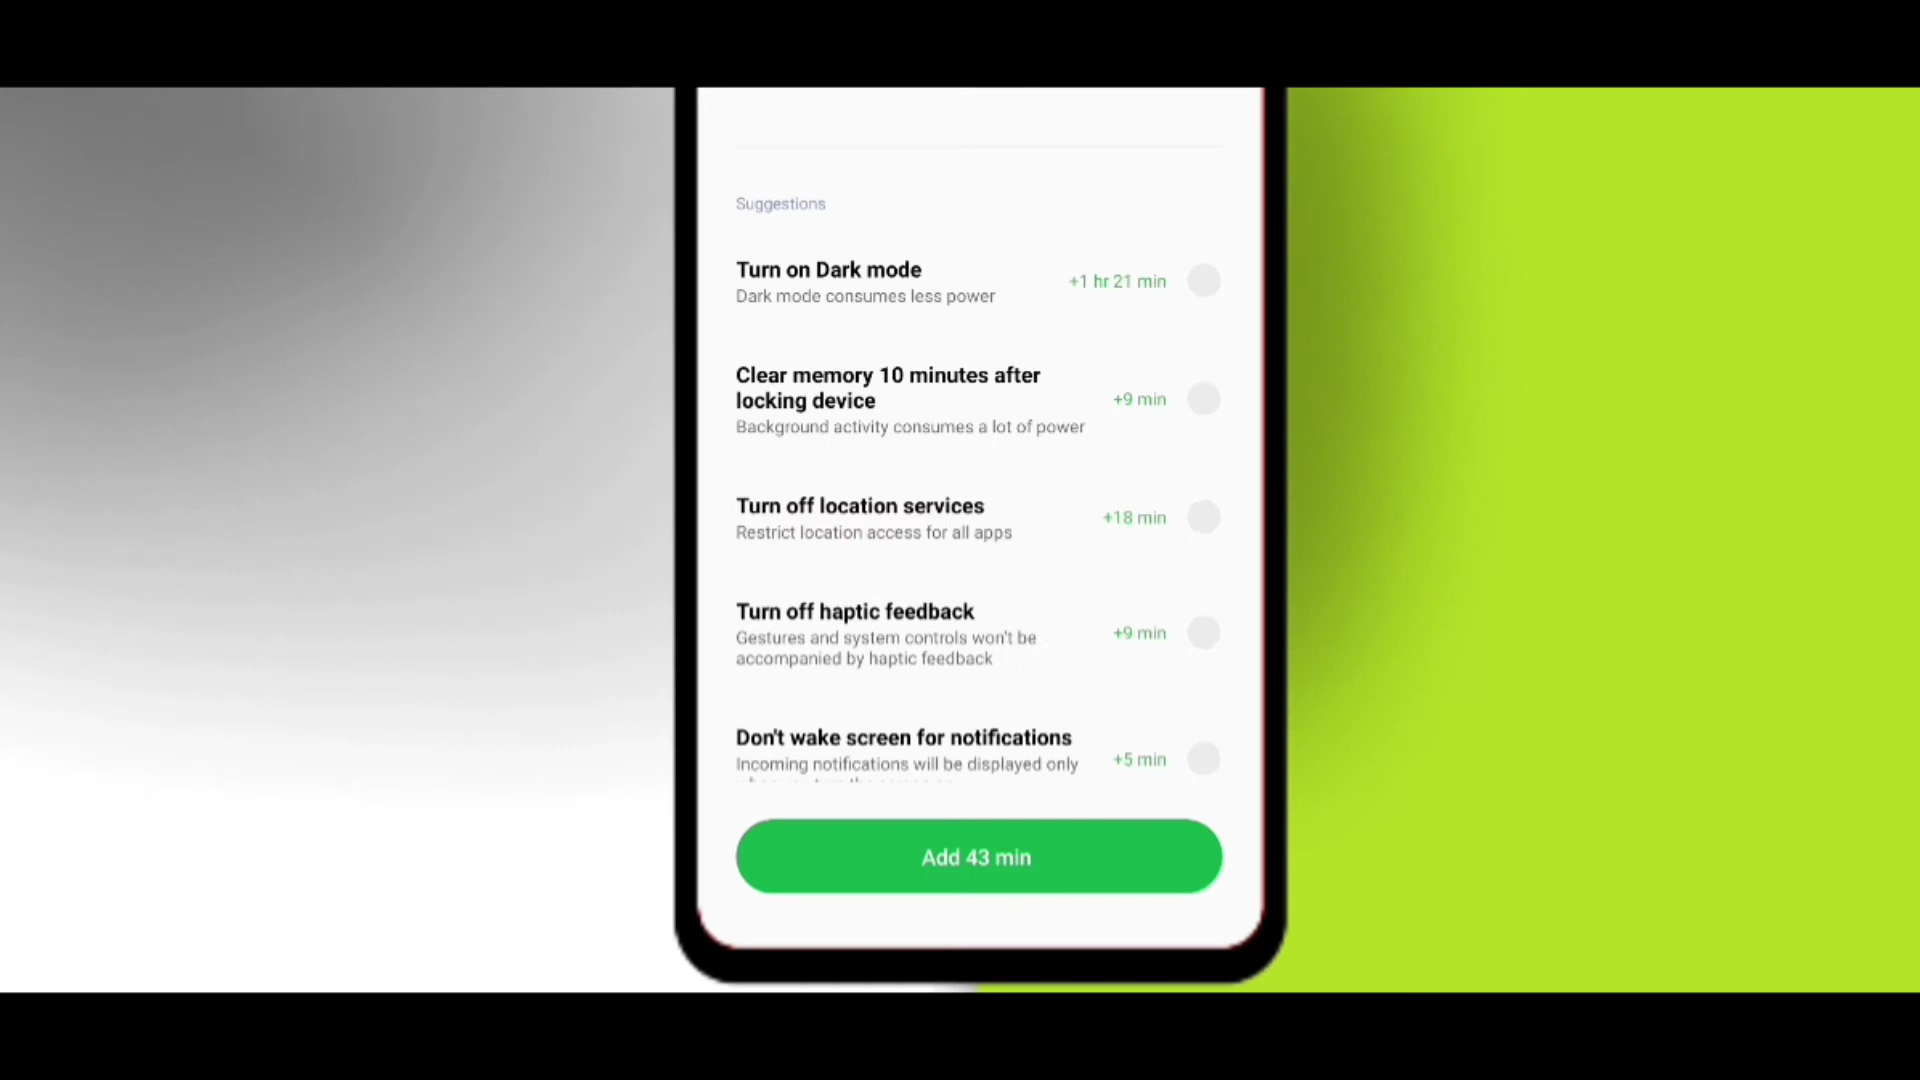 Suggestions
Turn on Dark mode
Dark mode consumes less power
+1 hr 21 min
Clear memory 10 minutes after
locking device
Background activity consumes a lot of power
+9 min
Turn off location services
Restrict location access for all apps
+18 min
Turn off haptic feedback
Gestures and system controls won't be
accompanied by haptic feedback
+9 min
Don't wake screen for notifications
Incoming notifications will be displayed only
+5 min
Add 43 min